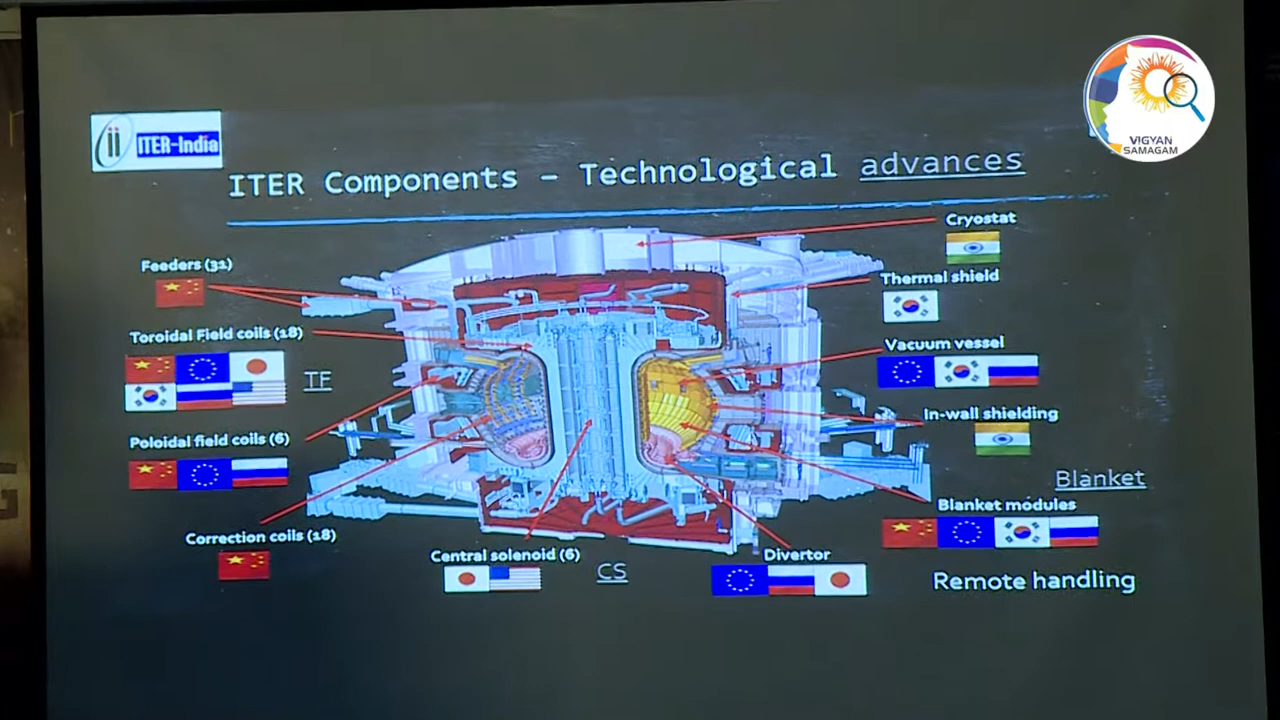 VIGYAN
SAMAGAM
ii ITER-India
ITER Components – Technological advances
Cryostat
Feeders (31)
Thermal shield
Toroidal Field coils (18)
TF
Vacuum vessel
In-wall shielding
Poloidal field coils (6)
Blanket
Blanket modules
Correction coils (18)
Central solenoid (6)
CS
Divertor
Remote handling